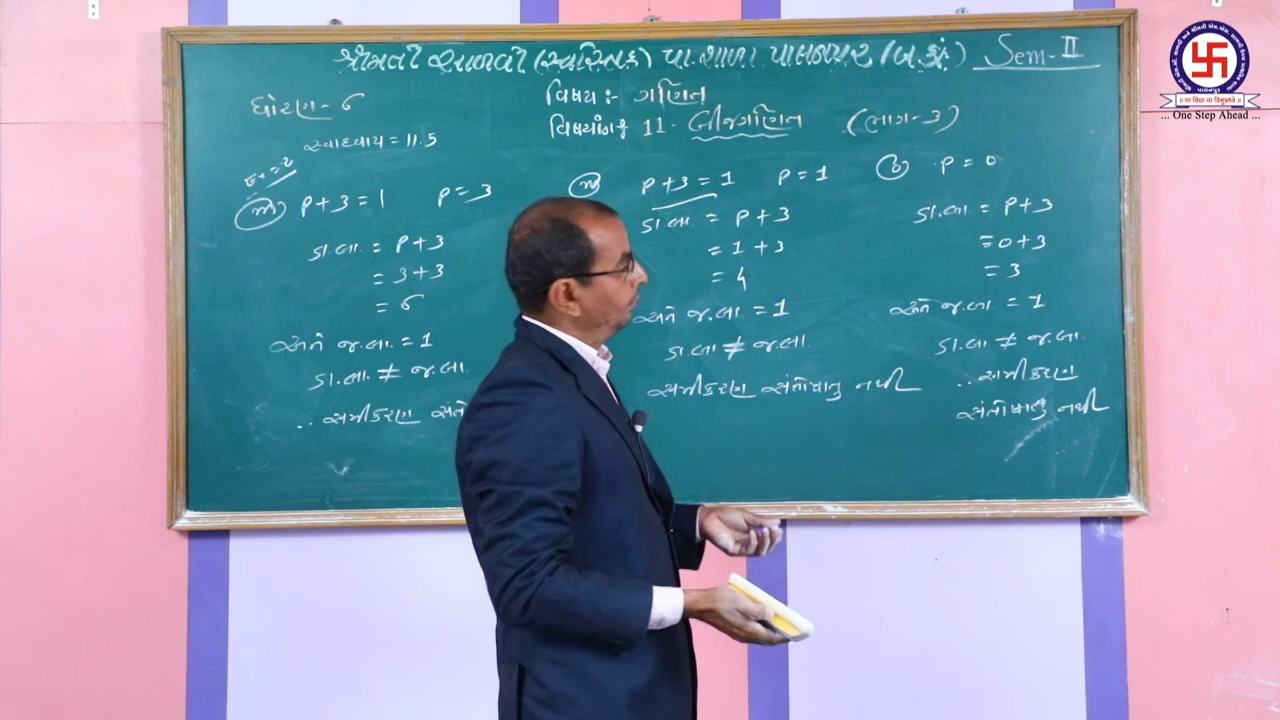 શ્રીમતી સાળવી (સ્વસ્તિક) પ્રા.શાળા પાલનપુર (બ.કાં) Sem-II
ધોરણ-6
વિષય :- ગણિત
વિષયાંગ 11. બીજગણિત (ભાગ-3)
સ્વાધ્યાય = 11.5
P+3=1 P=3
ડા.બા. = P+3
= 3+3
= 6
અને જ.બા. = 1
ડા.બા. ≠ જ.બા.
∴ સમીકરણ
P+3=1 P=1
ડા.બા = P+3
= 1+3
= 4
અને જ.બા = 1
ડા.બા ≠ જ.બા.
સમીકરણ સંતોષાતુ નથી
P = 0
ડા.બા = P+3
=0+3
=3
અને જ.બા = 1
ડા.બા ≠ જ.બા.
∴ સમીકરણ
સંતોષાતુ નથી
|| सा विद्या या विमुक्तये ||
... One Step Ahead ...